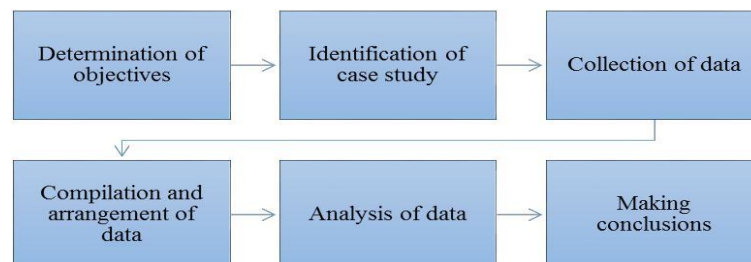 Determination of
objectives
Identification of
case study
Collection of data
Compilation and
arrangement of
data
Analysis of data
Making
conclusions